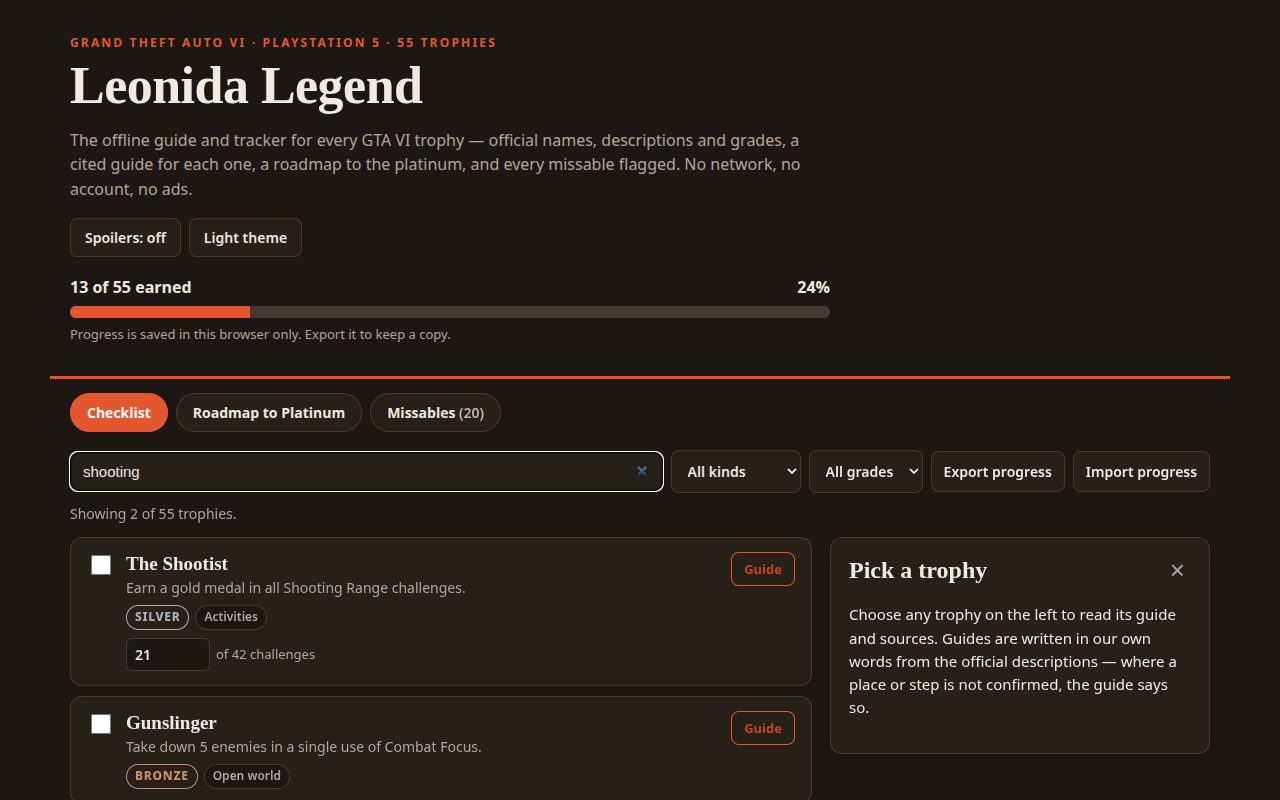 GRAND THEFT AUTO VI · PLAYSTATION 5 · 55 TROPHIES
Leonida Legend
The offline guide and tracker for every GTA VI trophy — official names, descriptions and grades, a
cited guide for each one, a roadmap to the platinum, and every missable flagged. No network, no
account, no ads.
Spoilers: off
Light theme
13 of 55 earned
24%
Progress is saved in this browser only. Export it to keep a copy.
Checklist
Roadmap to Platinum
Missables (20)
shooting
All kinds
All grades
Export progress
Import progress
Showing 2 of 55 trophies.
The Shootist
Guide
Earn a gold medal in all Shooting Range challenges.
SILVER
Activities
21
of 42 challenges
Gunslinger
Guide
Take down 5 enemies in a single use of Combat Focus.
BRONZE
Open world
Pick a trophy
Choose any trophy on the left to read its guide
and sources. Guides are written in our own
words from the official descriptions — where a
place or step is not confirmed, the guide says
so.